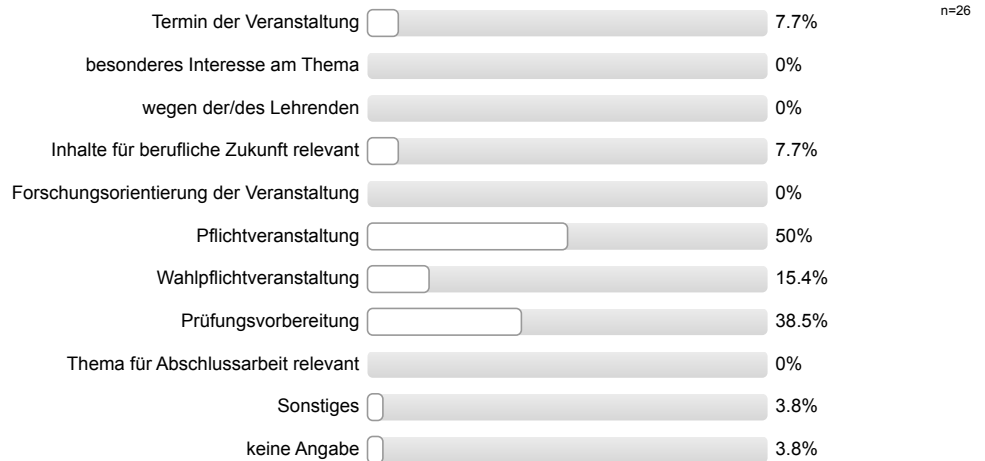 n=26
Termin der Veranstaltung 7.7%
besonderes Interesse am Thema 0%
wegen der/des Lehrenden 0%
Inhalte für berufliche Zukunft relevant 7.7%
Forschungsorientierung der Veranstaltung 0%
Pflichtveranstaltung 50%
Wahlpflichtveranstaltung 15.4%
Prüfungsvorbereitung 38.5%
Thema für Abschlussarbeit relevant 0%
Sonstiges 3.8%
keine Angabe 3.8%